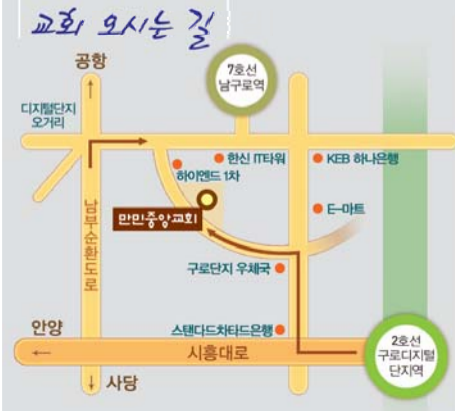 교회 오시는 길
공항
7호선
남구로역
디지털단지
오거리
한신 IT타워
KEB 하나은행
하이엔드 1차
E-마트
만민중앙교회
남부순환도로
구로단지 우체국
안양
스탠다드차타드은행
2호선
구로디지털
단지역
시흥대로
사당